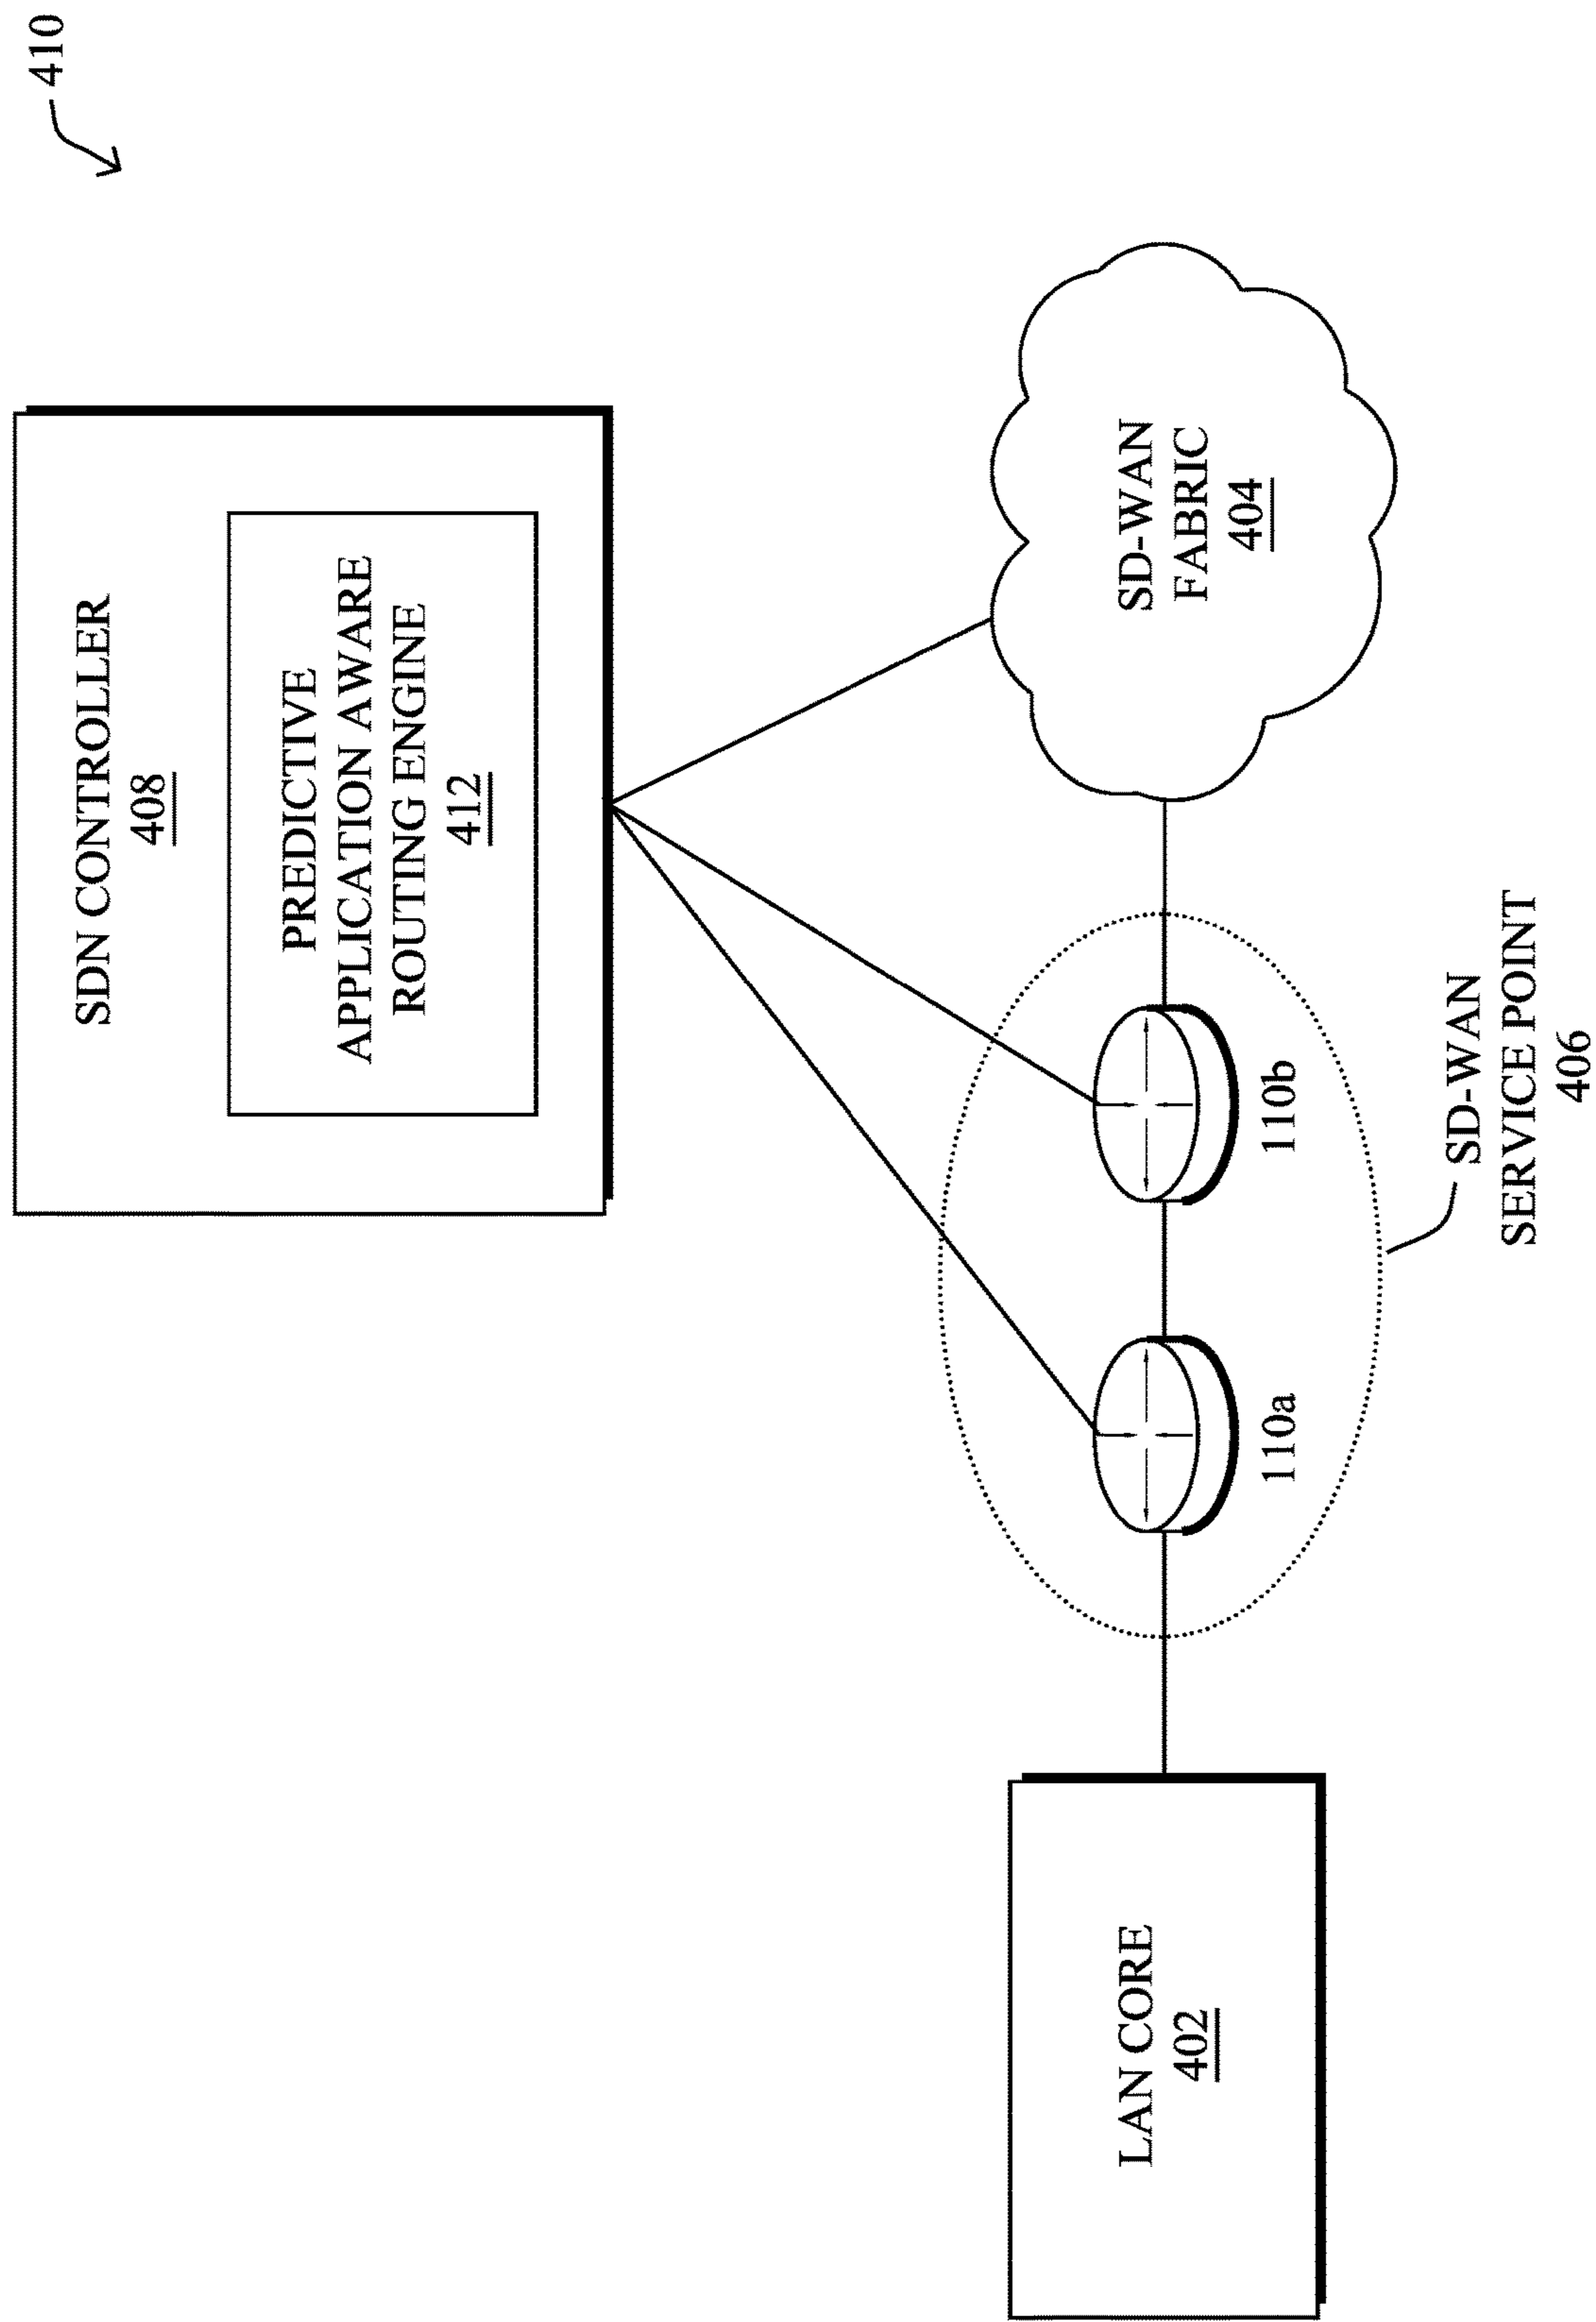 410
SDN CONTROLLER
408
PREDICTIVE
APPLICATION AWARE
ROUTING ENGINE
412
LAN CORE
402
110a
110b
SD-WAN
FABRIC
404
SD-WAN
SERVICE POINT
406